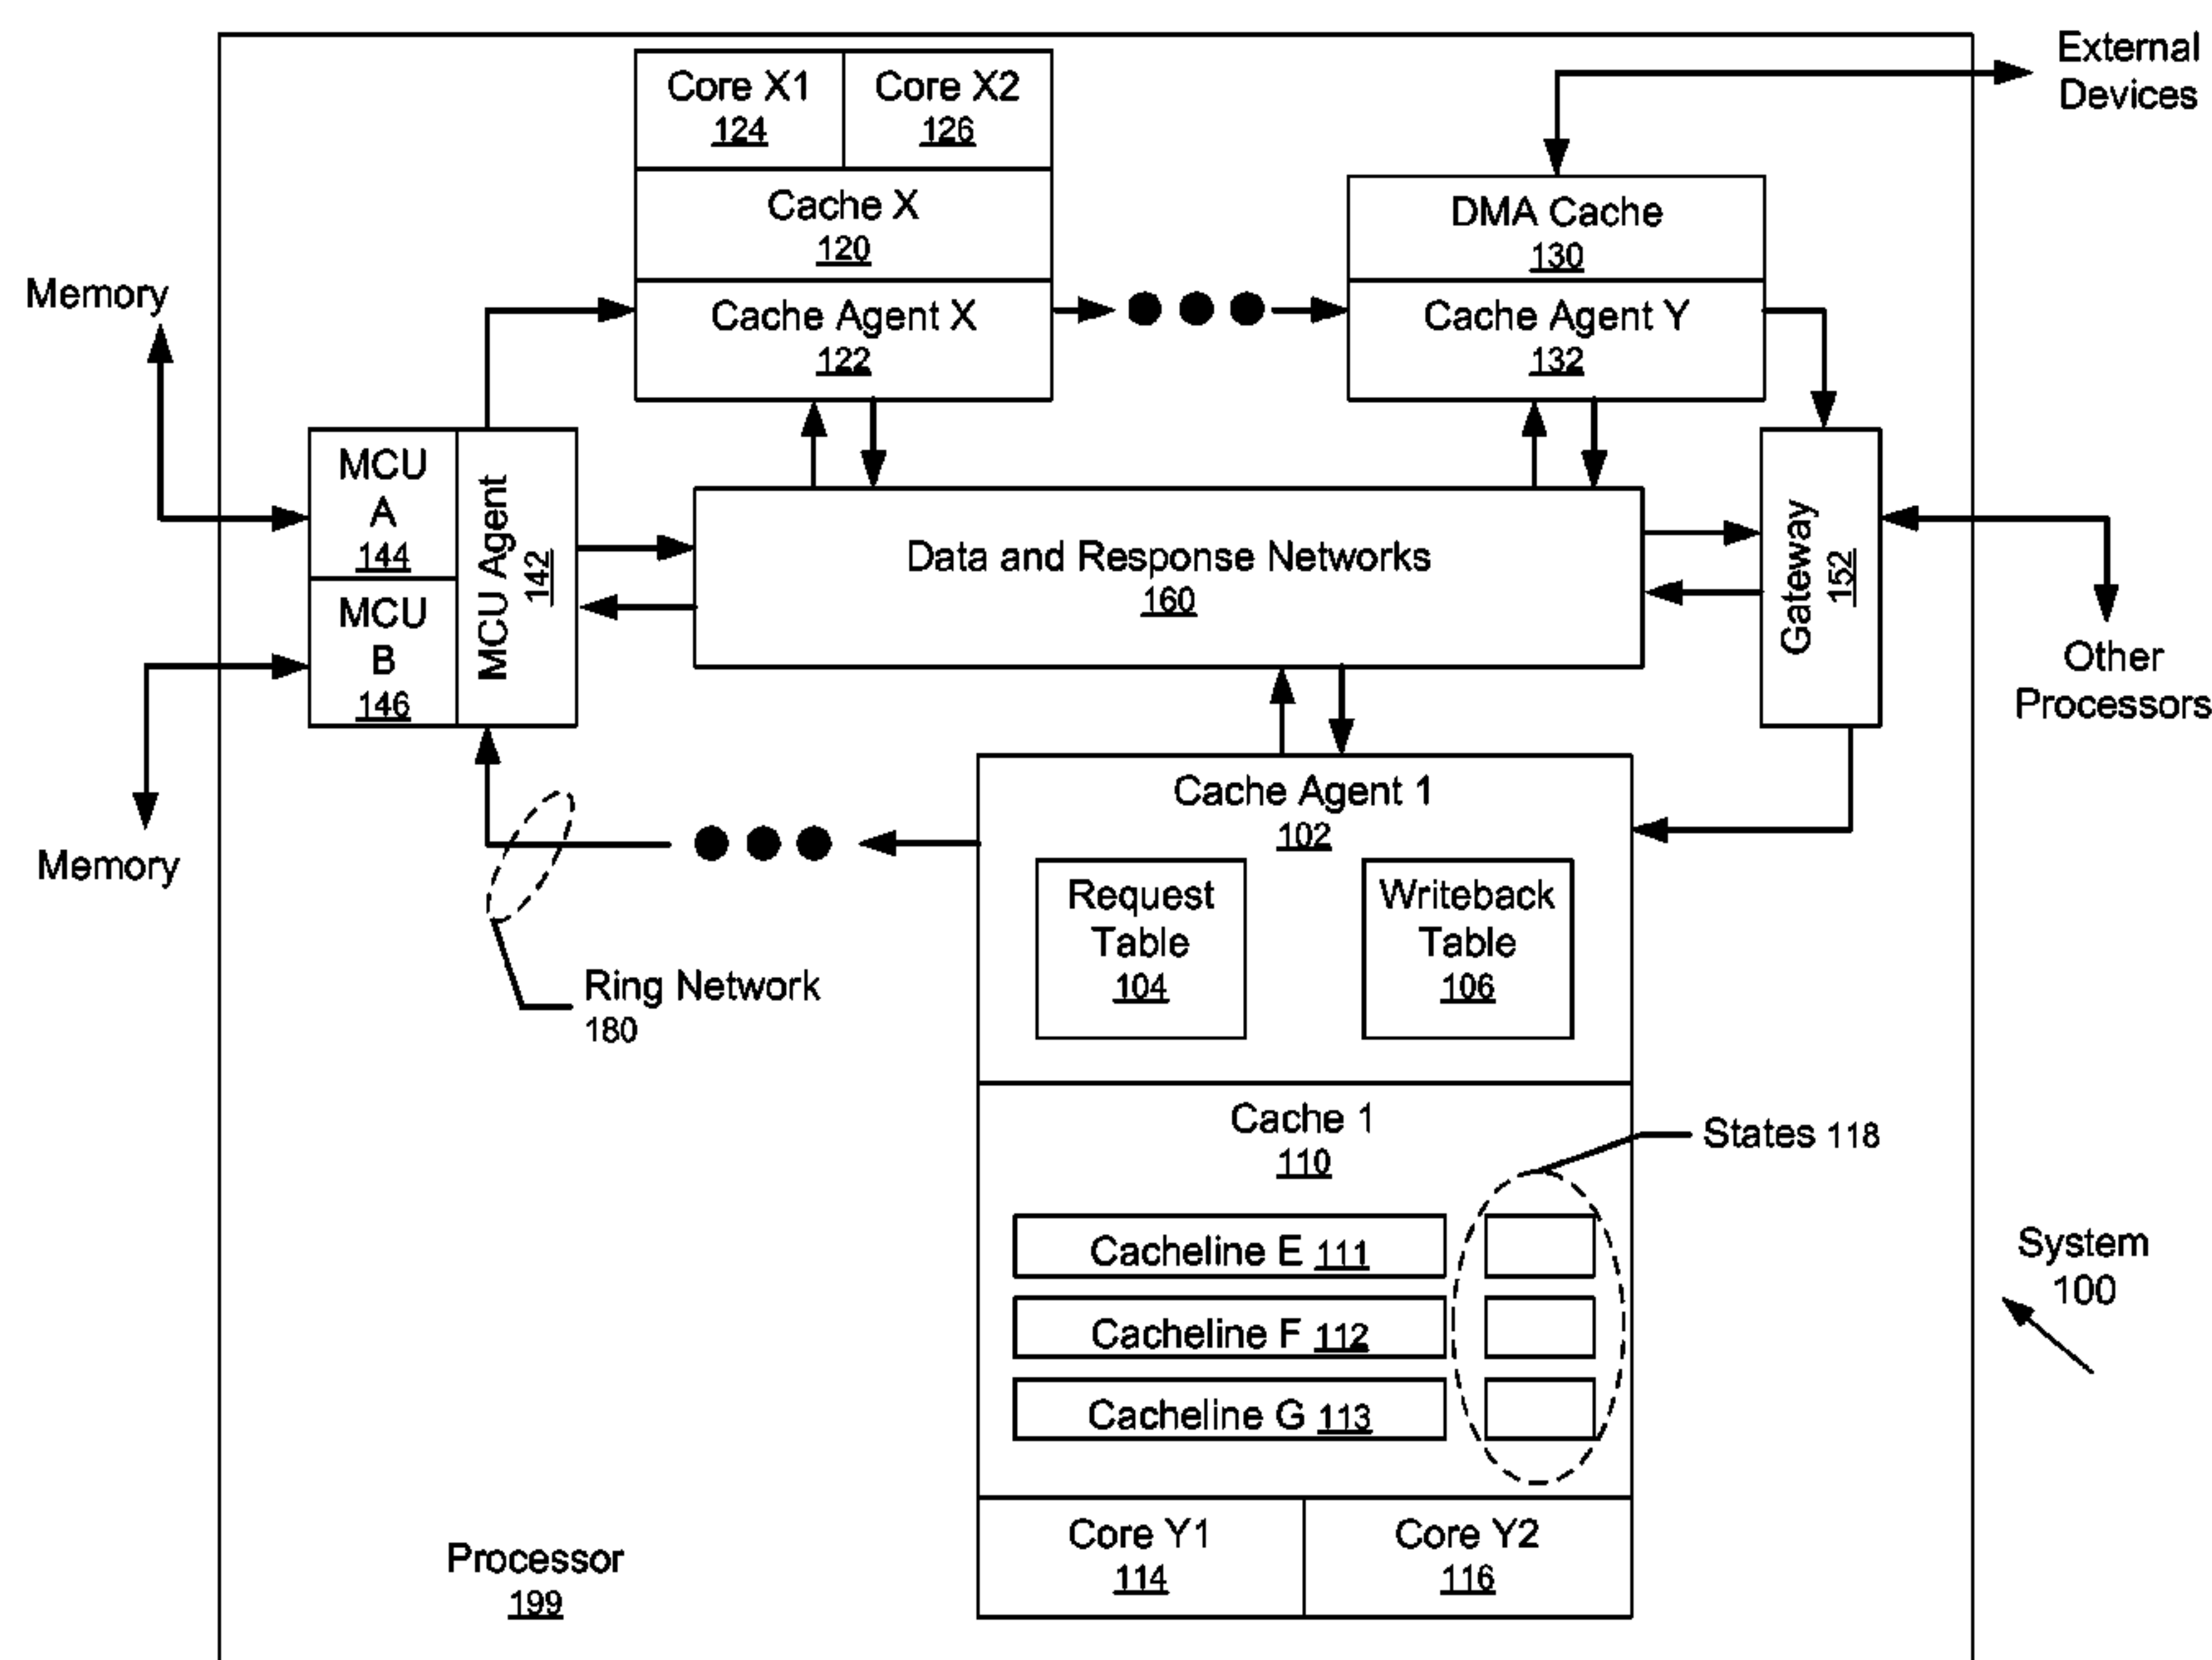 External
Devices
Core X1
124
Core X2
126
Cache X
120
Cache Agent X
122
DMA Cache
130
Cache Agent Y
132
Memory
MCU
A
144
MCU
B
146
MCU Agent
142
Data and Response Networks
160
Gateway
152
Other
Processors
Memory
Cache Agent 1
102
Request
Table
104
Writeback
Table
106
Ring Network
180
Cache 1
110
States 118
Cacheline E 111
Cacheline F 112
Cacheline G 113
System
100
Core Y1
114
Core Y2
116
Processor
199